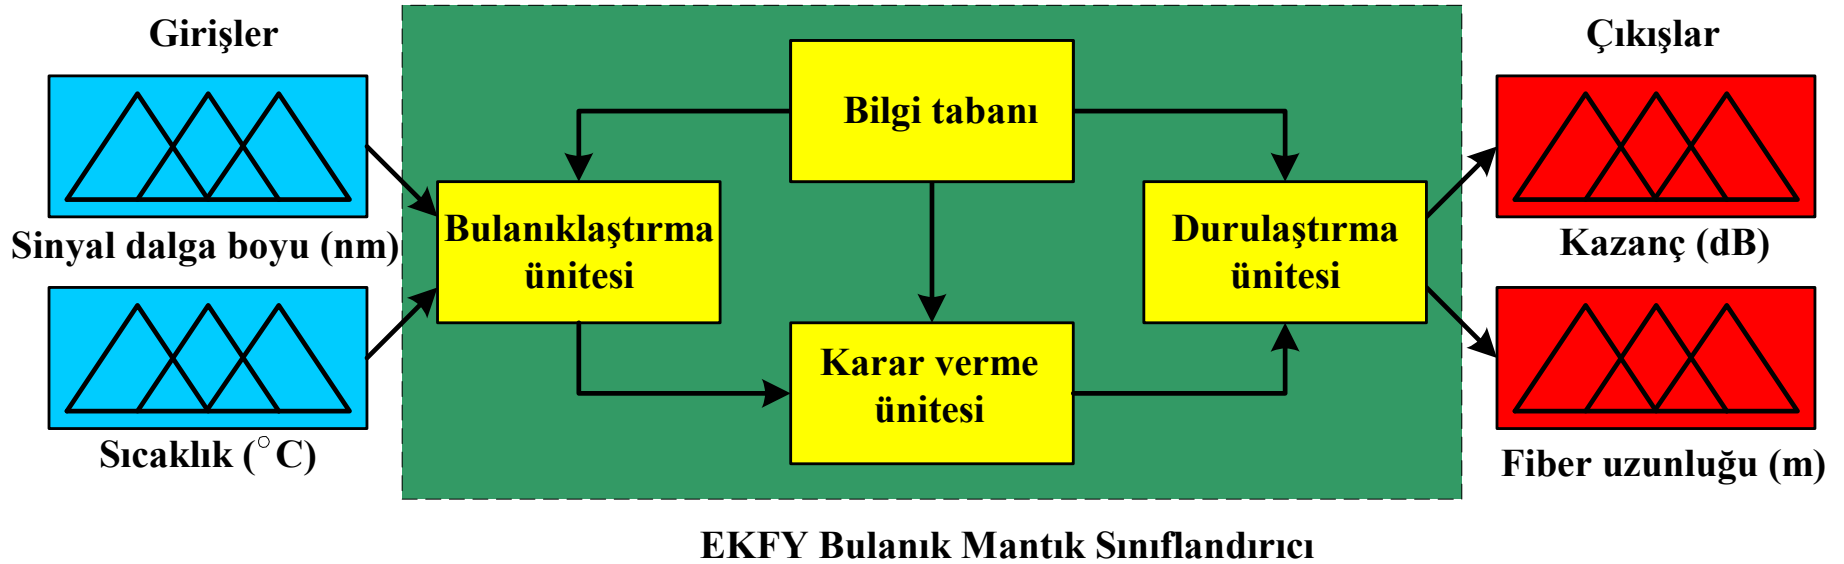 Girişler
Çıkışlar
Bilgi tabanı
Sinyal dalga boyu (nm)
Bulanıklaştırma
ünitesi
Durulaştırma
ünitesi
Kazanç (dB)
Karar verme
ünitesi
Sıcaklık (°C)
Fiber uzunluğu (m)
EKFY Bulanık Mantık Sınıflandırıcı